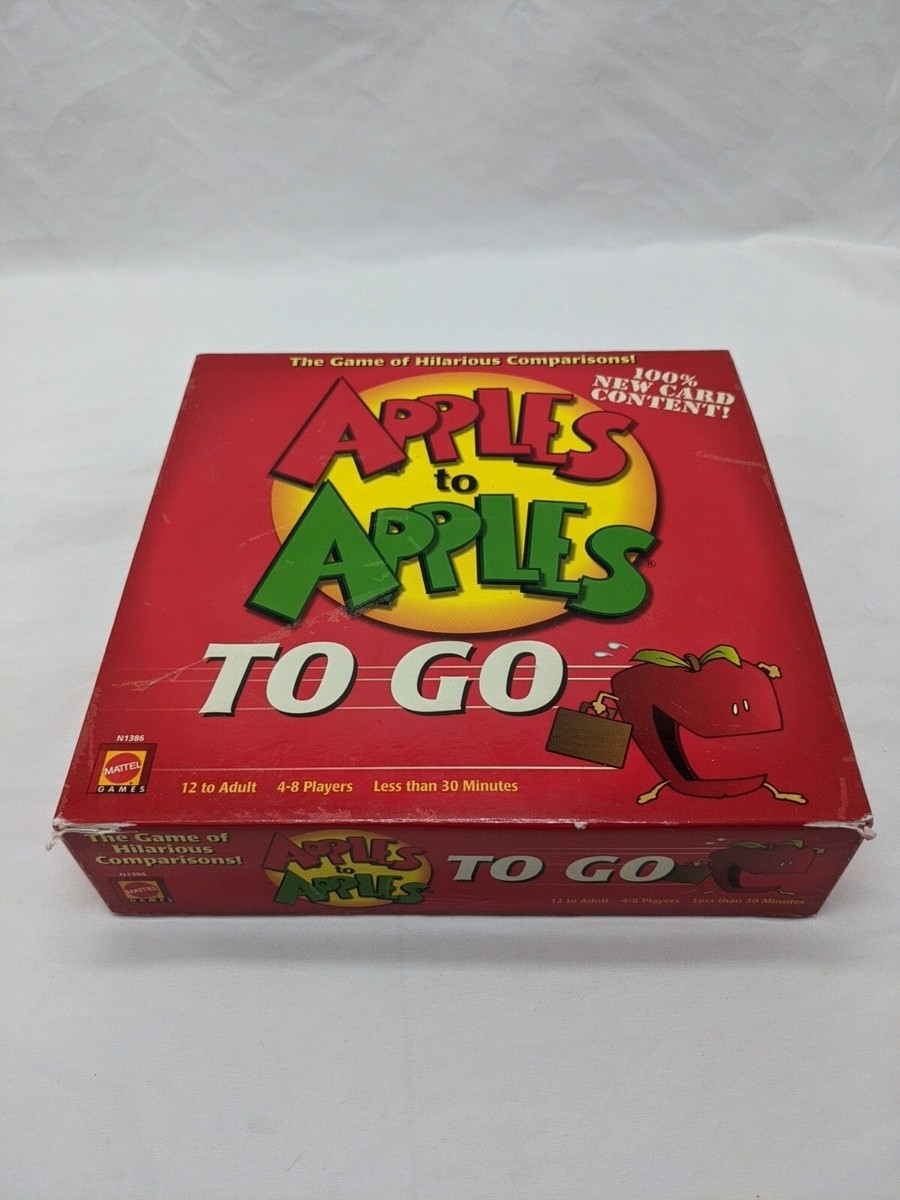 The Game of Hilarious Comparisons!
100%
NEW CARD
CONTENT!
APPLES
to
APPLES®
TO GO
N1386
MATTEL
GAMES
12 to Adult 4-8 Players Less than 30 Minutes
The Game of
Hilarious
Comparisons!
N1386
MATTEL
GAMES
APPLES
to
APPLES
TO GO
12 to Adult 4-8 Players Less than 30 Minutes